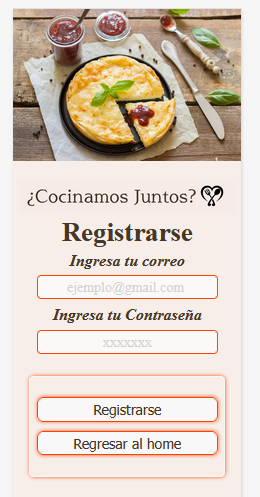 ¿Cocinamos Juntos?
Registrarse
Ingresa tu correo
ejemplo@gmail.com
Ingresa tu Contraseña
xxxxxxx
Registrarse
Regresar al home